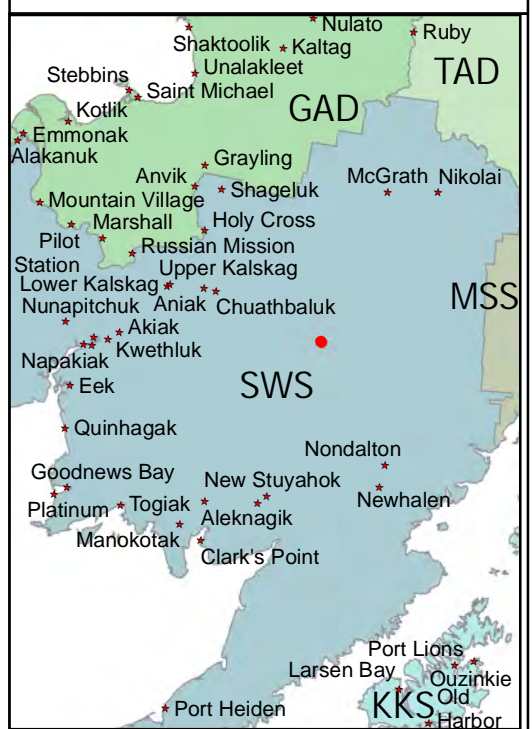 Nulato
Ruby
Shaktoolik
Kaltag
TAD
Unalakleet
Stebbins
Saint Michael
GAD
Kotlik
Emmonak
Alakanuk
Grayling
Anvik
Shageluk
McGrath
Nikolai
Mountain Village
Marshall
Holy Cross
Pilot
Station
Russian Mission
Upper Kalskag
Lower Kalskag
Aniak
Chuathbaluk
MSS
Nunapitchuk
Akiak
Kwethluk
Napakiak
SWS
Eek
Quinhagak
Nondalton
Goodnews Bay
New Stuyahok
Newhalen
Platinum
Togiak
Aleknagik
Manokotak
Clark's Point
Port Lions
Larsen Bay
Ouzinkie
KKS
Old
Harbor
Port Heiden